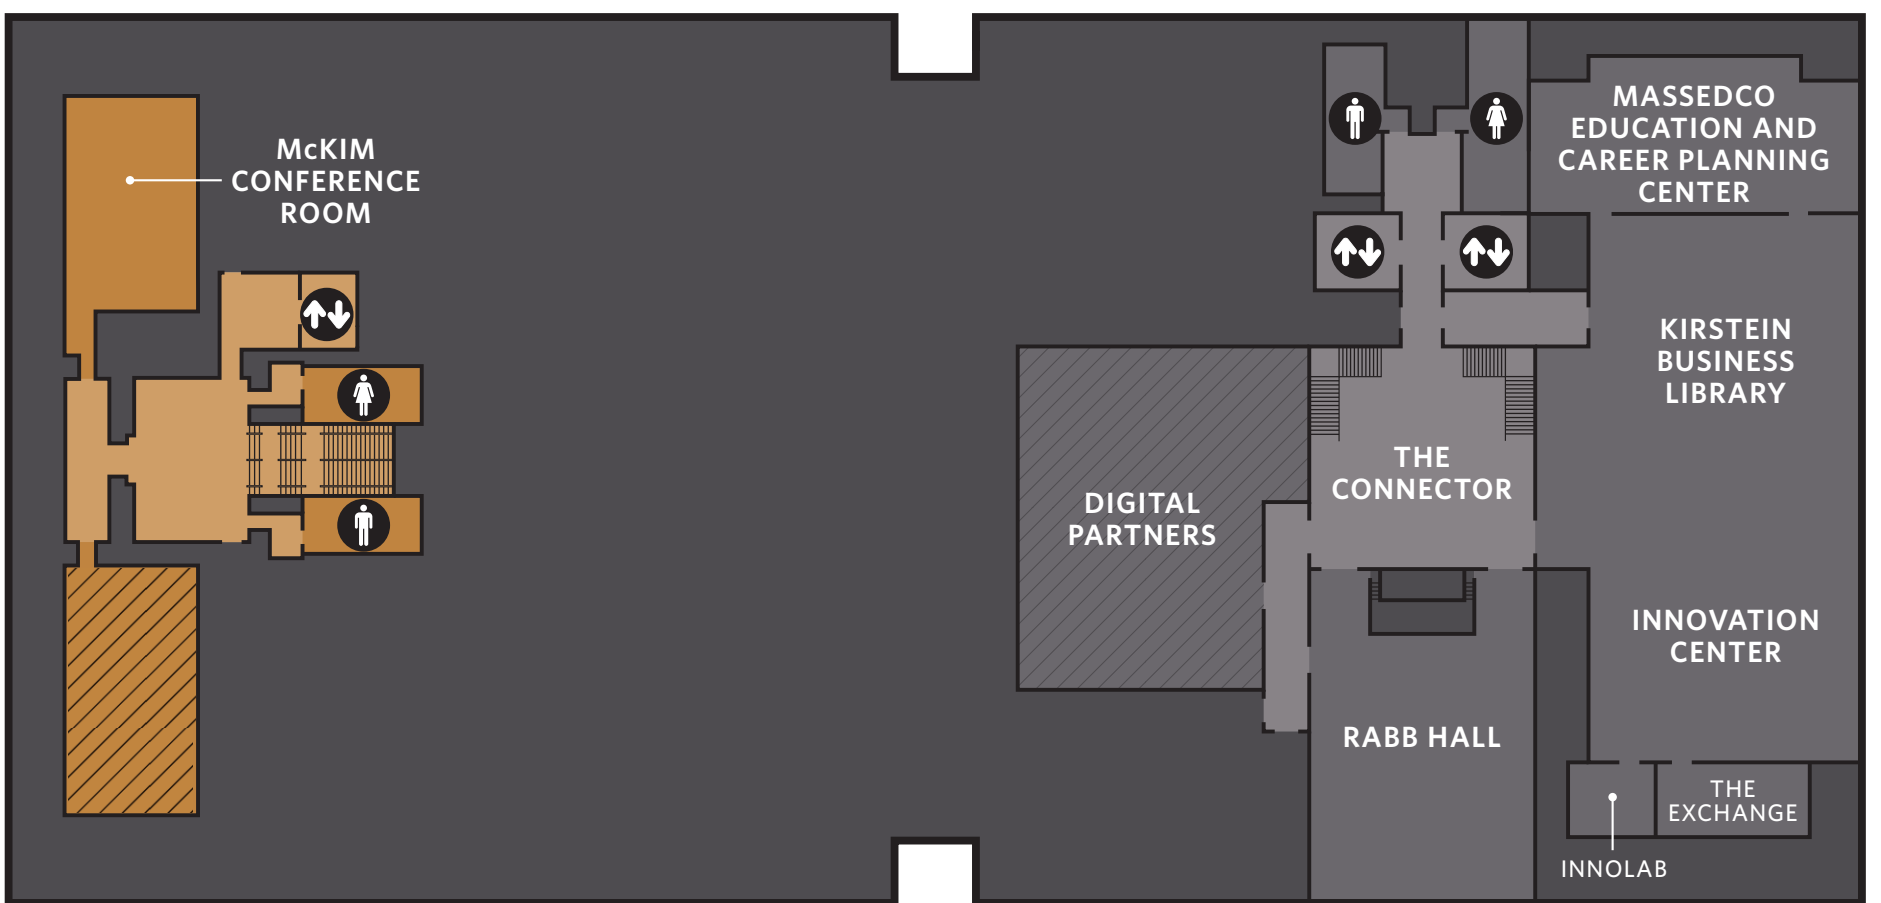 McKIM
CONFERENCE
ROOM
MASSEDCO
EDUCATION AND
CAREER PLANNING
CENTER
KIRSTEIN
BUSINESS
LIBRARY
THE
CONNECTOR
DIGITAL
PARTNERS
INNOVATION
CENTER
RABB HALL
THE
EXCHANGE
INNOLAB